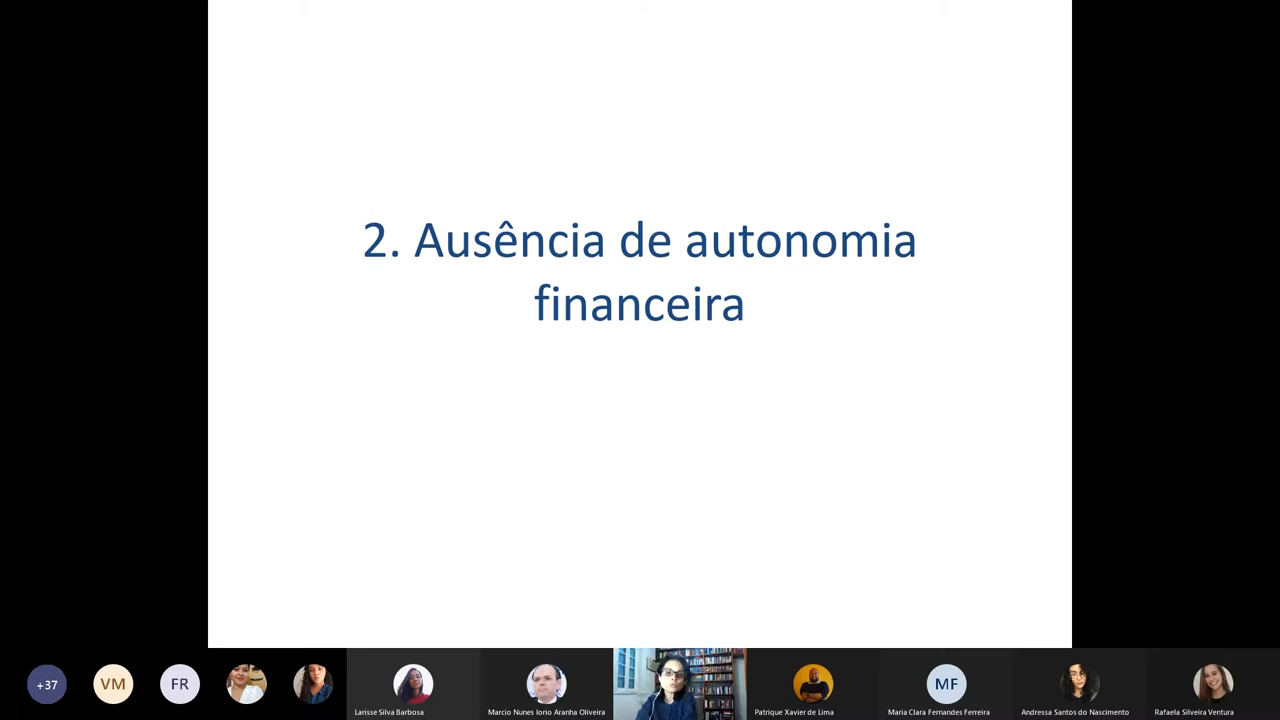 2. Ausência de autonomia
financeira
+37
VM
FR
Larisse Silva Barbosa
Marcio Nunes Iorio Aranha Oliveira
Patrique Xavier de Lima
MF
Maria Clara Fernandes Ferreira
Andressa Santos do Nascimento
Rafaela Silveira Ventura